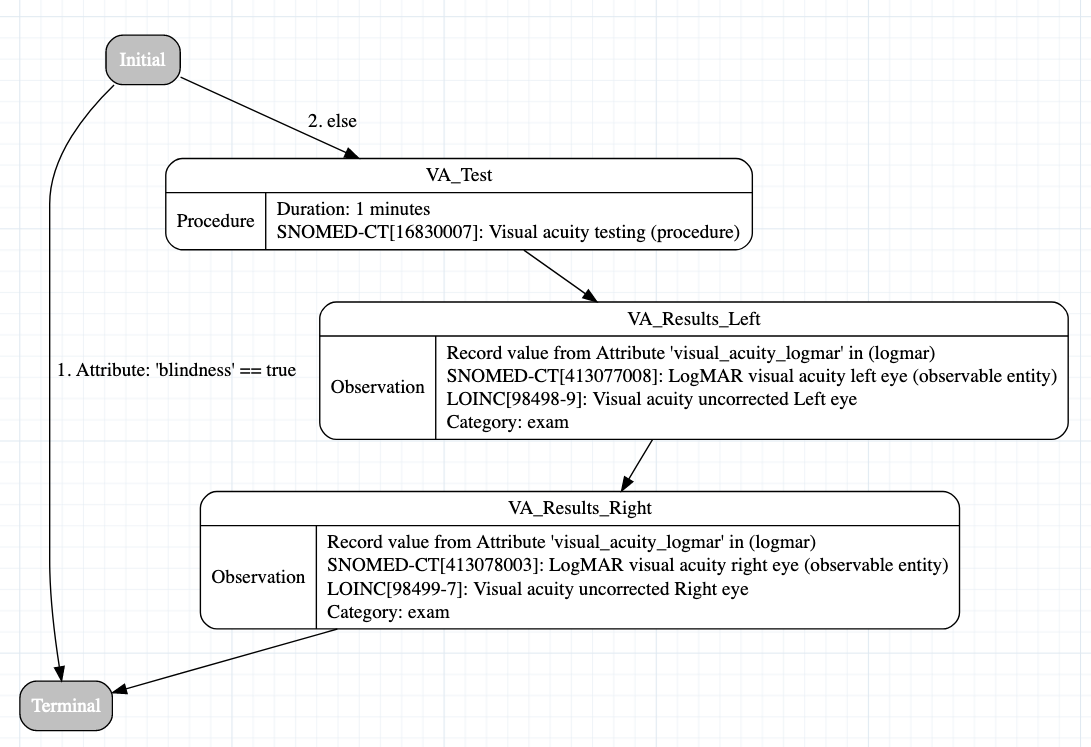 Initial
2. else
VA_Test
Procedure
Duration: 1 minutes
SNOMED-CT[16830007]: Visual acuity testing (procedure)
VA_Results_Left
1. Attribute: 'blindness' == true
Observation
Record value from Attribute 'visual_acuity_logmar' in (logmar)
SNOMED-CT[413077008]: LogMAR visual acuity left eye (observable entity)
LOINC[98498-9]: Visual acuity uncorrected Left eye
Category: exam
VA_Results_Right
Observation
Record value from Attribute 'visual_acuity_logmar' in (logmar)
SNOMED-CT[413078003]: LogMAR visual acuity right eye (observable entity)
LOINC[98499-7]: Visual acuity uncorrected Right eye
Category: exam
Terminal